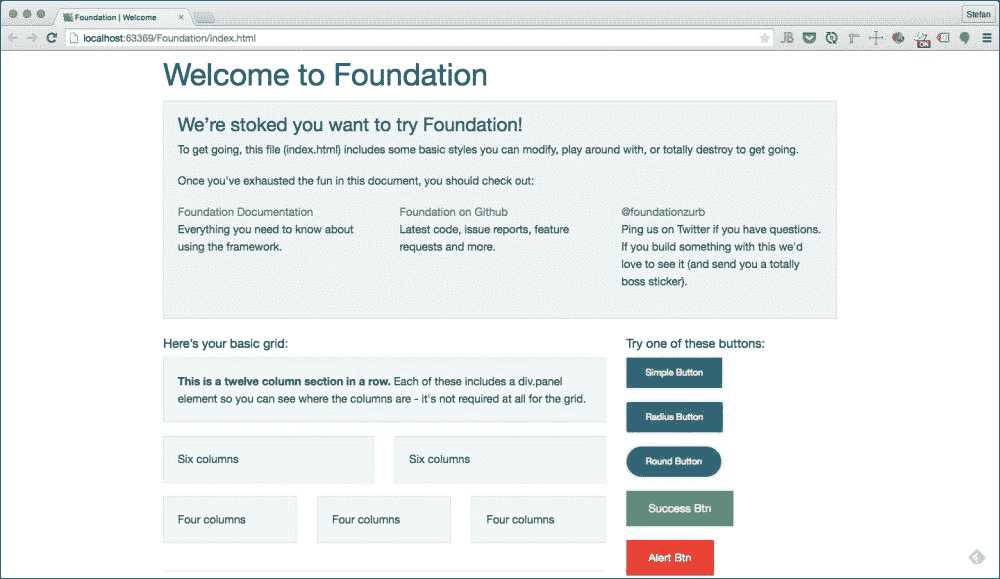 Foundation | Welcome
Stefan
localhost:63369/Foundation/index.html
JB
Welcome to Foundation
We're stoked you want to try Foundation!
To get going, this file (index.html) includes some basic styles you can modify, play around with, or totally destroy to get going.
Once you've exhausted the fun in this document, you should check out:
Foundation Documentation
Everything you need to know about
using the framework.
Foundation on Github
Latest code, issue reports, feature
requests and more.
@foundationzurb
Ping us on Twitter if you have questions.
If you build something with this we'd
love to see it (and send you a totally
boss sticker).
Here's your basic grid:
This is a twelve column section in a row. Each of these includes a div.panel
element so you can see where the columns are - it's not required at all for the grid.
Six columns
Six columns
Four columns
Four columns
Four columns
Try one of these buttons:
Simple Button
Radius Button
Round Button
Success Btn
Alert Btn